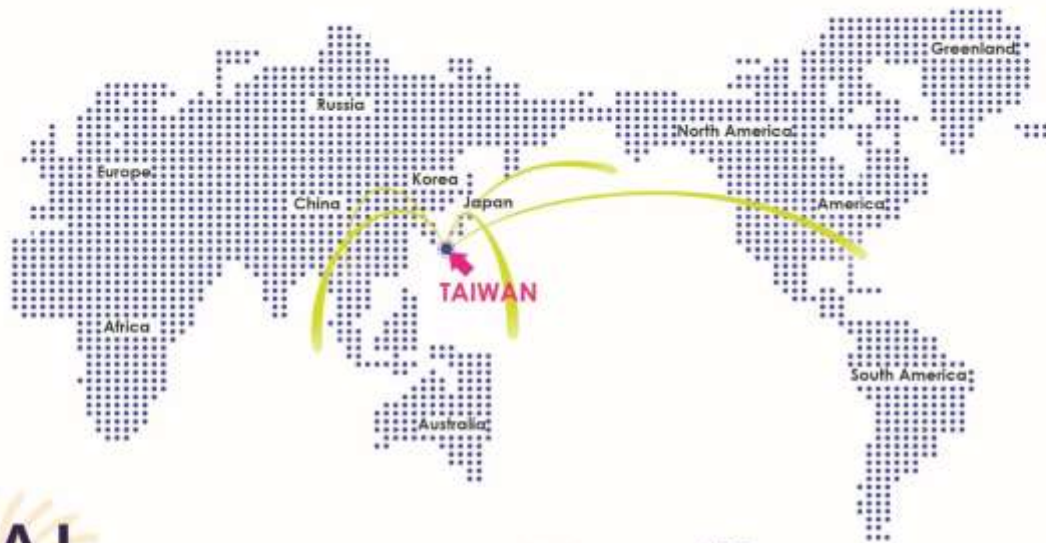 Greenland
Russia
North America
Europe
Korea
China
Japan
America
TAIWAN
Africa
South America
Australia